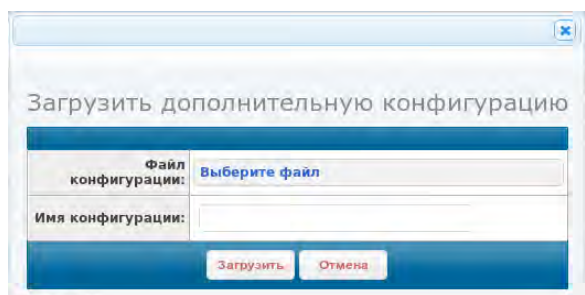 Загрузить дополнительную конфигурацию
Файл
конфигурации:
Выберите файл
Имя конфигурации:
Загрузить Отмена